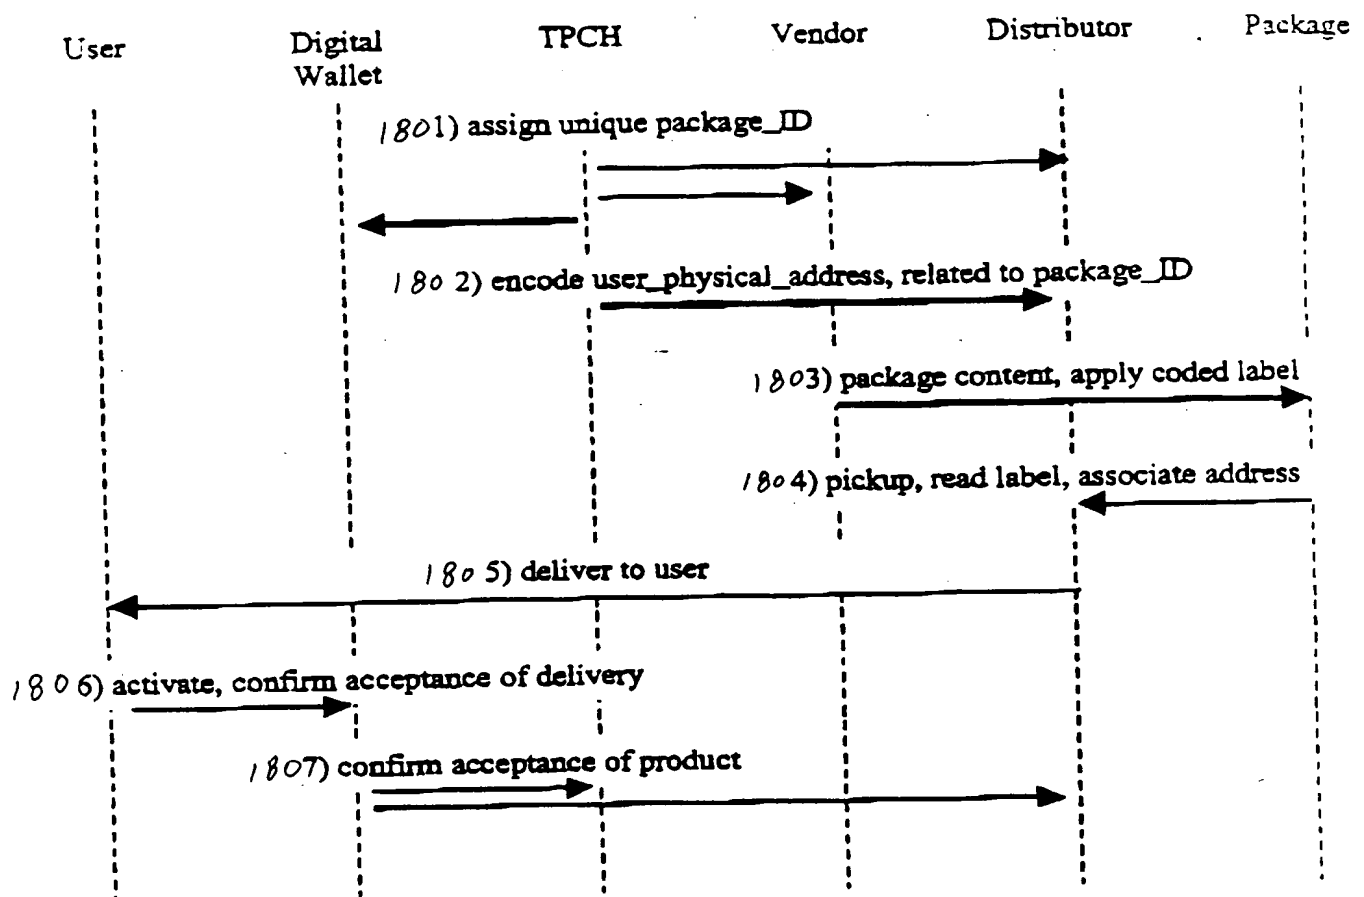 User
Digital
Wallet
TPCH
Vendor
Distributor
Package
1801) assign unique package_ID
1802) encode user_physical_address, related to package_ID
1803) package content, apply coded label
1804) pickup, read label, associate address
1805) deliver to user
1806) activate, confirm acceptance of delivery
1807) confirm acceptance of product